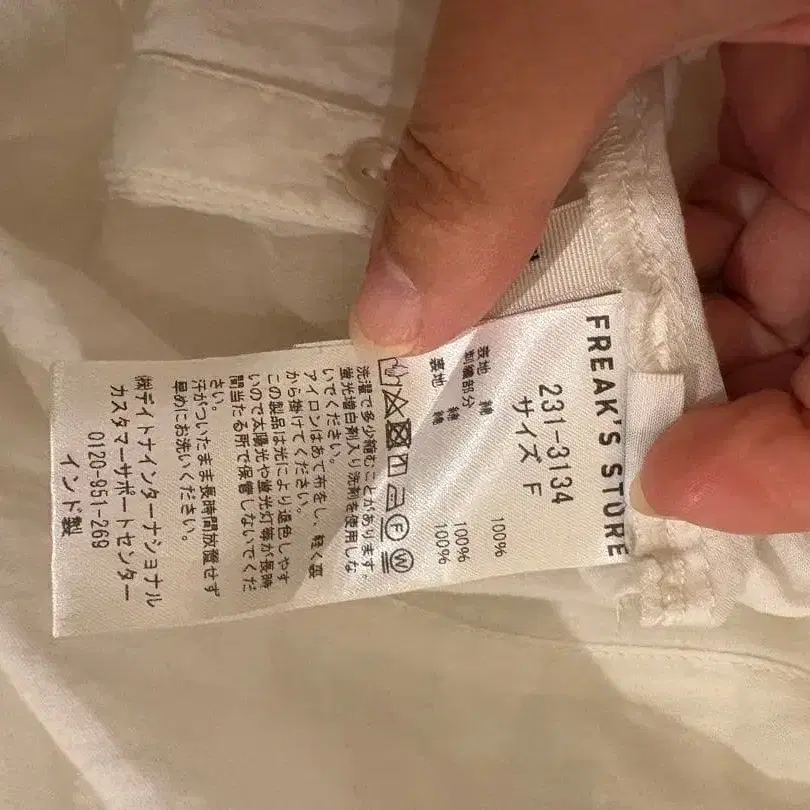 FREAK'S STORE
231-3134
サイズ F
表地 綿 100%
刺繍部分 綿 100%
裏地 綿 100%
洗濯で多少縮むことがあります。
蛍光増白剤入り洗剤を使用しな
いでください。
アイロンはあて布をし、軽く裏
から掛けてください。
この製品は光により退色しやす
いので太陽光や蛍光灯等が長時
間当たる所で保管しないでくだ
さい。
汗がついたまま長時間放置せず
早めにお洗いください。
㈱デイトナインターナショナル
カスタマーサポートセンター
0120-951-269
インド製